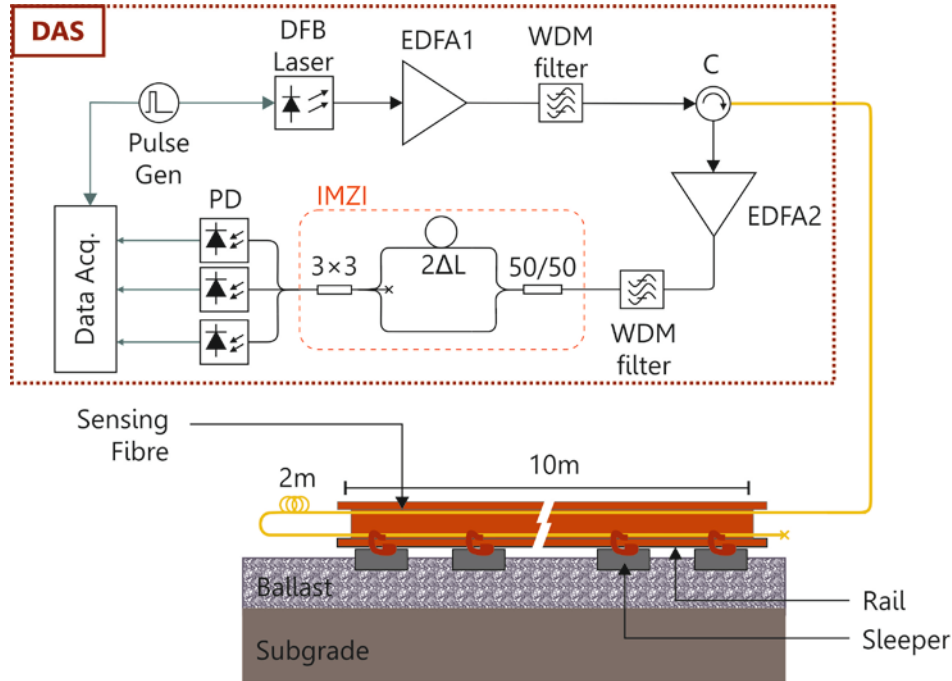 DAS
DFB
Laser
EDFA1
WDM
filter
C
Pulse
Gen
EDFA2
PD
IMZI
3×3
2ΔL
50/50
Data Acq.
WDM
filter
Sensing
Fibre
2m
10m
Ballast
Rail
Sleeper
Subgrade